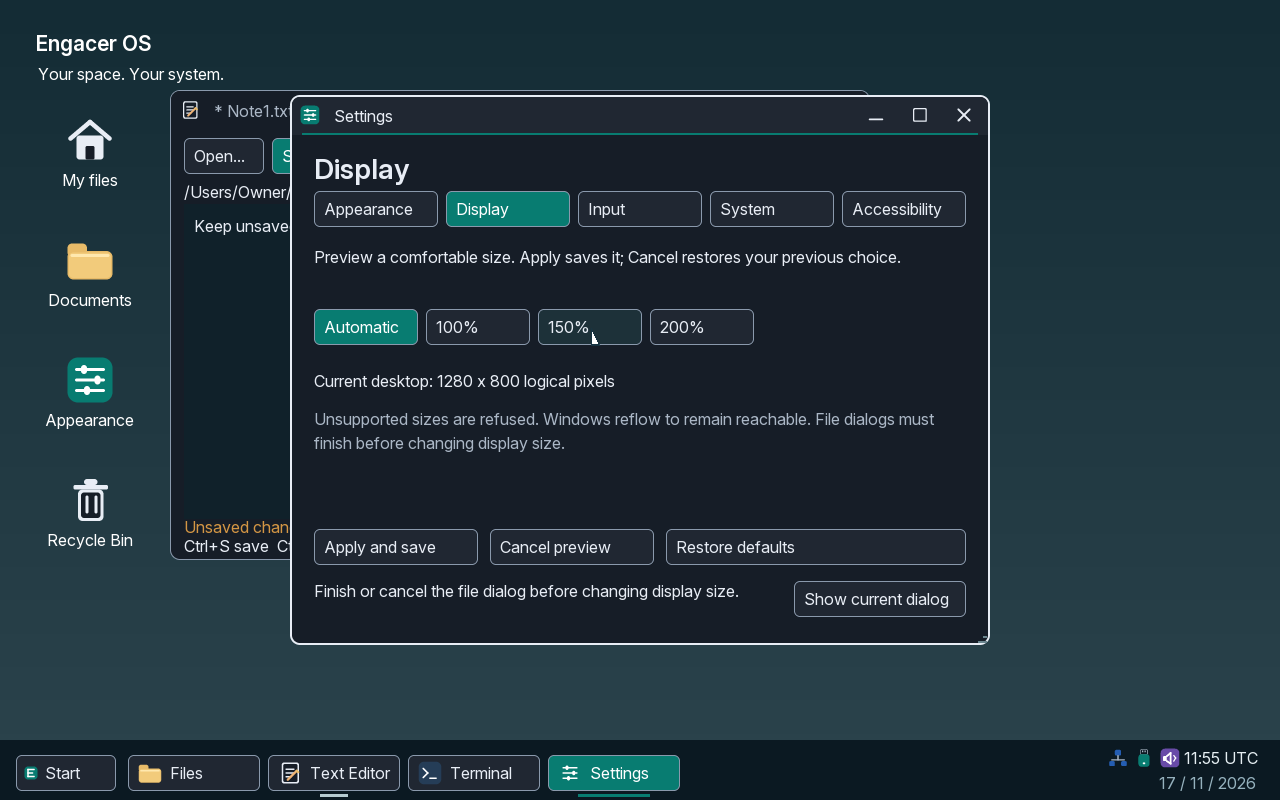 Engacer OS
Your space. Your system.
My files
Documents
Appearance
Recycle Bin
* Note1.txt
Open...
/Users/Owner/
Keep unsave
Unsaved chan
Ctrl+S save
Settings
Display
Appearance Display Input System Accessibility
Preview a comfortable size. Apply saves it; Cancel restores your previous choice.
Automatic 100% 150% 200%
Current desktop: 1280 x 800 logical pixels
Unsupported sizes are refused. Windows reflow to remain reachable. File dialogs must
finish before changing display size.
Apply and save Cancel preview Restore defaults
Finish or cancel the file dialog before changing display size.
Show current dialog
Start Files Text Editor Terminal Settings
11:55 UTC
17 / 11 / 2026